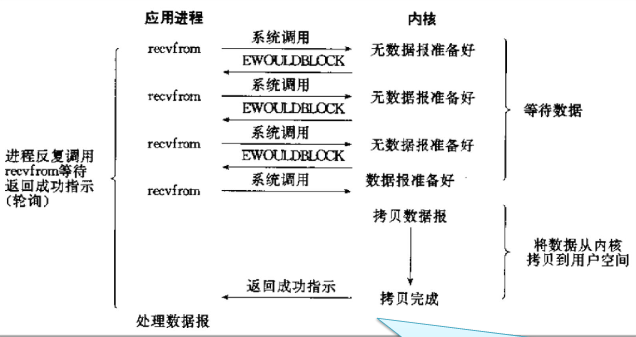 应用进程
内核
recvfrom
系统调用
无数据报准备好
EWOULDBLOCK
recvfrom
系统调用
无数据报准备好
EWOULDBLOCK
等待数据
recvfrom
系统调用
无数据报准备好
EWOULDBLOCK
进程反复调用
recvfrom等待
返回成功指示
(轮询)
recvfrom
系统调用
数据报准备好
拷贝数据报
将数据从内核
拷贝到用户空间
返回成功指示
拷贝完成
处理数据报